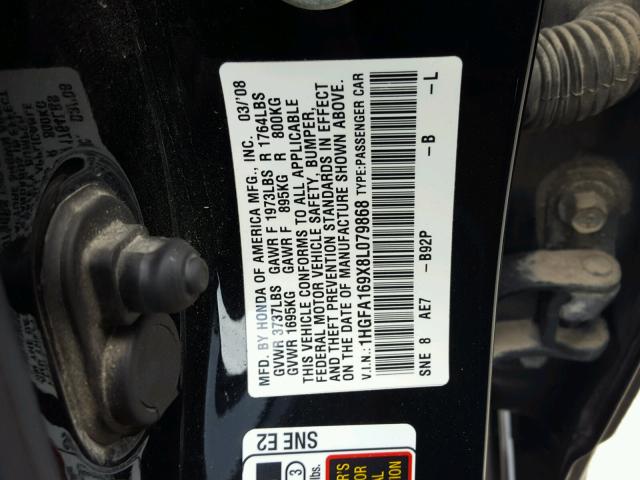 MFD. BY HONDA OF AMERICA MFG., INC. 03/'08
GVWR 3737LBS GAWR F 1973LBS R 1764LBS
GVWR 1695KG GAWR F 895KG R 800KG
THIS VEHICLE CONFORMS TO ALL APPLICABLE
FEDERAL MOTOR VEHICLE SAFETY, BUMPER,
AND THEFT PREVENTION STANDARDS IN EFFECT
ON THE DATE OF MANUFACTURE SHOWN ABOVE.
V.I.N.: 1HGFA169X8L079868 TYPE:PASSENGER CAR
SNE 8 AE7 -B92P -B -L
SNE E2
3
lbs.